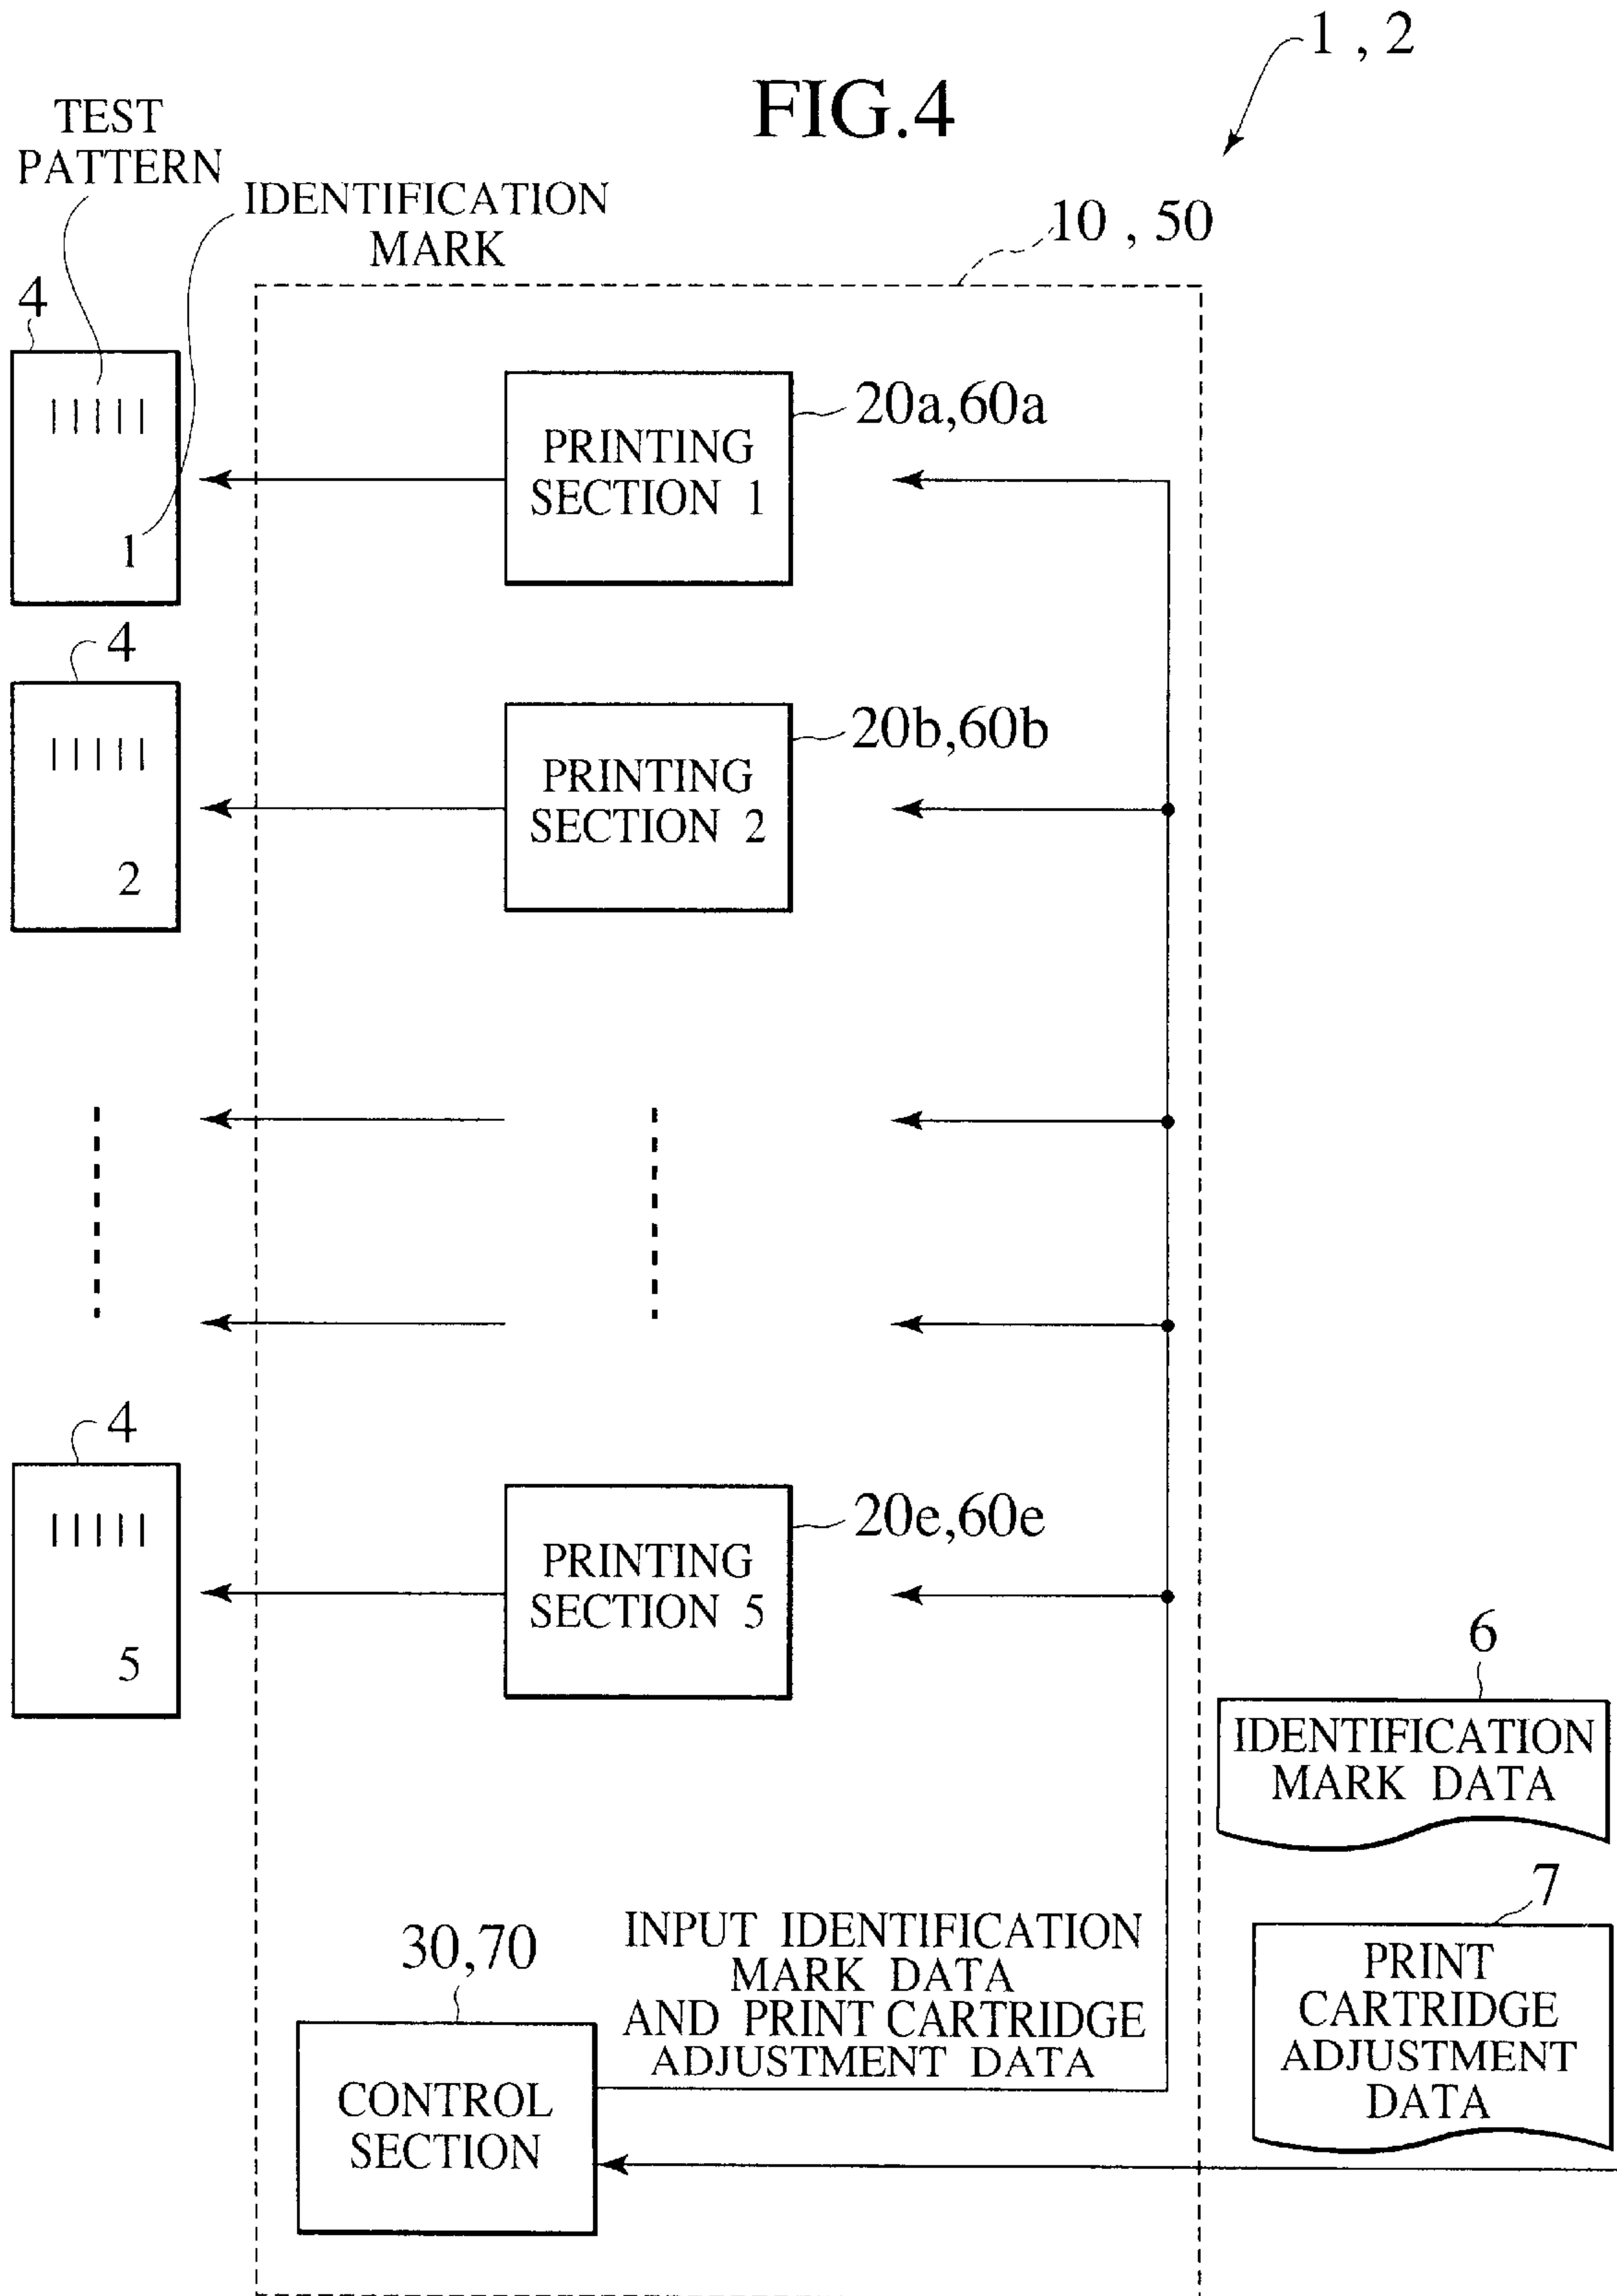 1 , 2
FIG.4
TEST
PATTERN
IDENTIFICATION
MARK
10 , 50
4
1
PRINTING
SECTION 1
20a,60a
4
2
PRINTING
SECTION 2
20b,60b
4
5
PRINTING
SECTION 5
20e,60e
6
IDENTIFICATION
MARK DATA
7
PRINT
CARTRIDGE
ADJUSTMENT
DATA
30,70
CONTROL
SECTION
INPUT IDENTIFICATION
MARK DATA
AND PRINT CARTRIDGE
ADJUSTMENT DATA